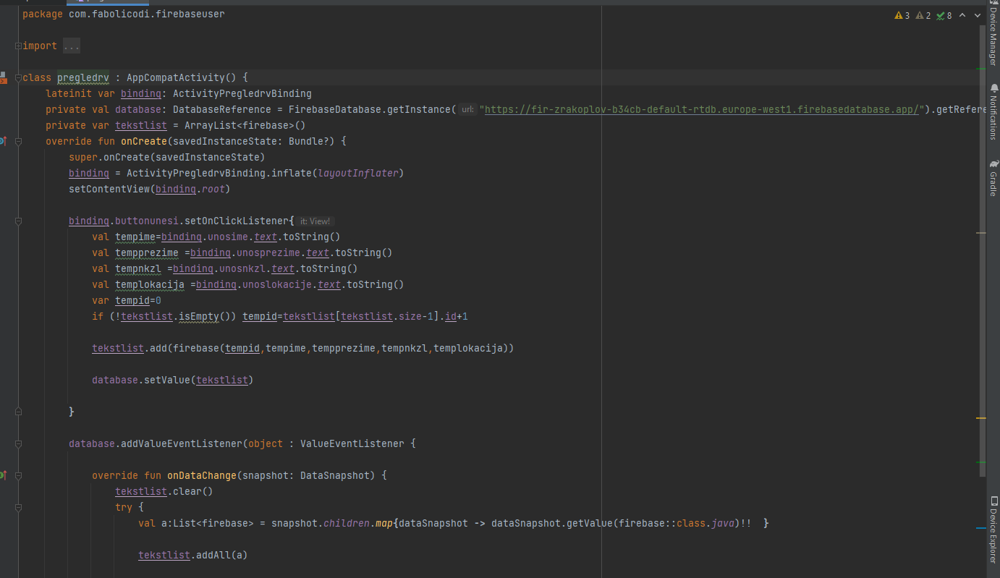 package com.fabolicodi.firebaseuser
3 2 8
import ...
class pregledrv : AppCompatActivity() {
lateinit var binding: ActivityPregledrvBinding
private val database: DatabaseReference = FirebaseDatabase.getInstance( url: "https://fir-zrakoplov-b34cb-default-rtdb.europe-west1.firebasedatabase.app/").getRefere
private var tekstlist = ArrayList<firebase>()
override fun onCreate(savedInstanceState: Bundle?) {
super.onCreate(savedInstanceState)
binding = ActivityPregledrvBinding.inflate(layoutInflater)
setContentView(binding.root)
binding.buttonunesi.setOnClickListener{ it: View!
val tempime=binding.unosime.text.toString()
val tempprezime =binding.unosprezime.text.toString()
val tempnkzl =binding.unosnkzl.text.toString()
val templokacija =binding.unoslokacije.text.toString()
var tempid=0
if (!tekstlist.isEmpty()) tempid=tekstlist[tekstlist.size-1].id+1
tekstlist.add(firebase(tempid,tempime,tempprezime,tempnkzl,templokacija))
database.setValue(tekstlist)
}
database.addValueEventListener(object : ValueEventListener {
override fun onDataChange(snapshot: DataSnapshot) {
tekstlist.clear()
try {
val a:List<firebase> = snapshot.children.map{dataSnapshot -> dataSnapshot.getValue(firebase::class.java)!! }
tekstlist.addAll(a)
Device Manager
Notifications
Gradle
Device Explorer